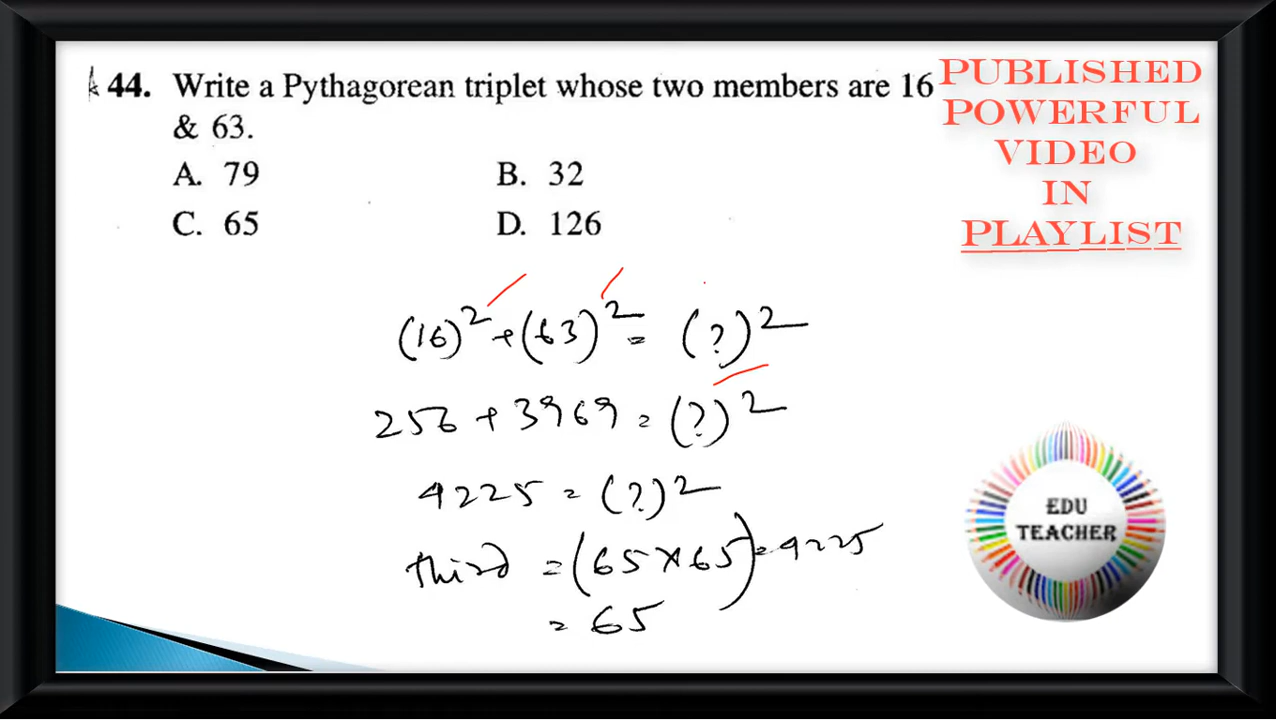 44. Write a Pythagorean triplet whose two members are 16
& 63.
A. 79 B. 32
C. 65 D. 126
PUBLISHED
POWERFUL
VIDEO
IN
PLAYLIST
(16)² + (63)² = (?)²
256 + 3969 = (?)²
4225 = (?)²
third = (65×65) = 4225
= 65
EDU
TEACHER